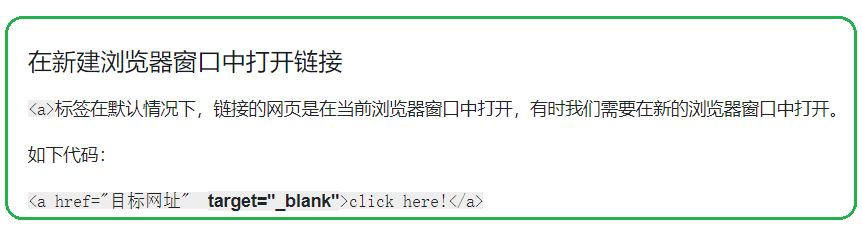 在新建浏览器窗口中打开链接
<a>标签在默认情况下，链接的网页是在当前浏览器窗口中打开，有时我们需要在新的浏览器窗口中打开。
如下代码：
<a href="目标网址"  target="_blank">click here!</a>